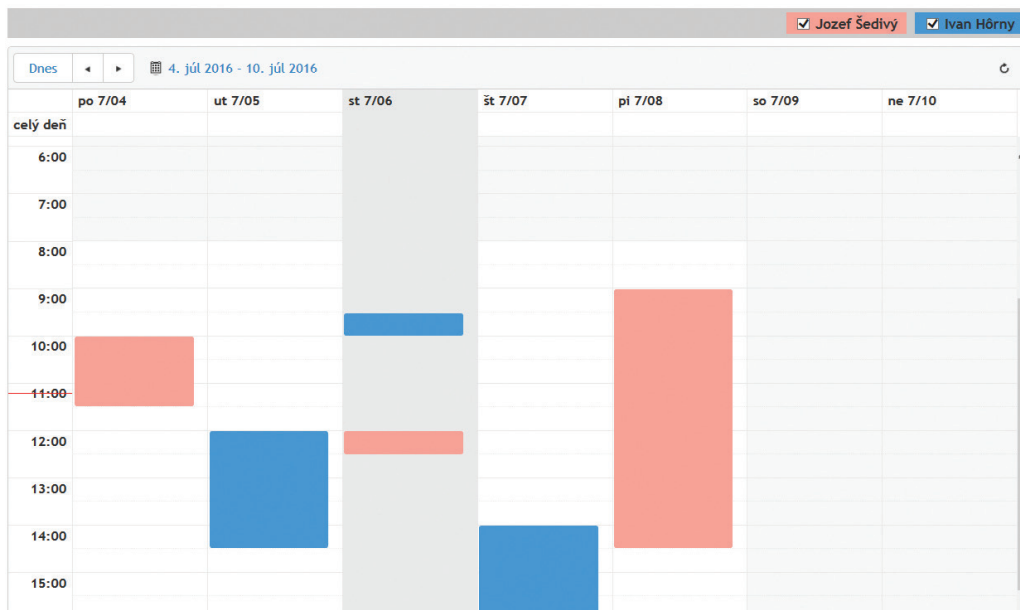 Jozef Šedivý Ivan Hôrny
Dnes 4. júl 2016 - 10. júl 2016
po 7/04 ut 7/05 st 7/06 št 7/07 pi 7/08 so 7/09 ne 7/10
celý deň
6:00
7:00
8:00
9:00
10:00
11:00
12:00
13:00
14:00
15:00